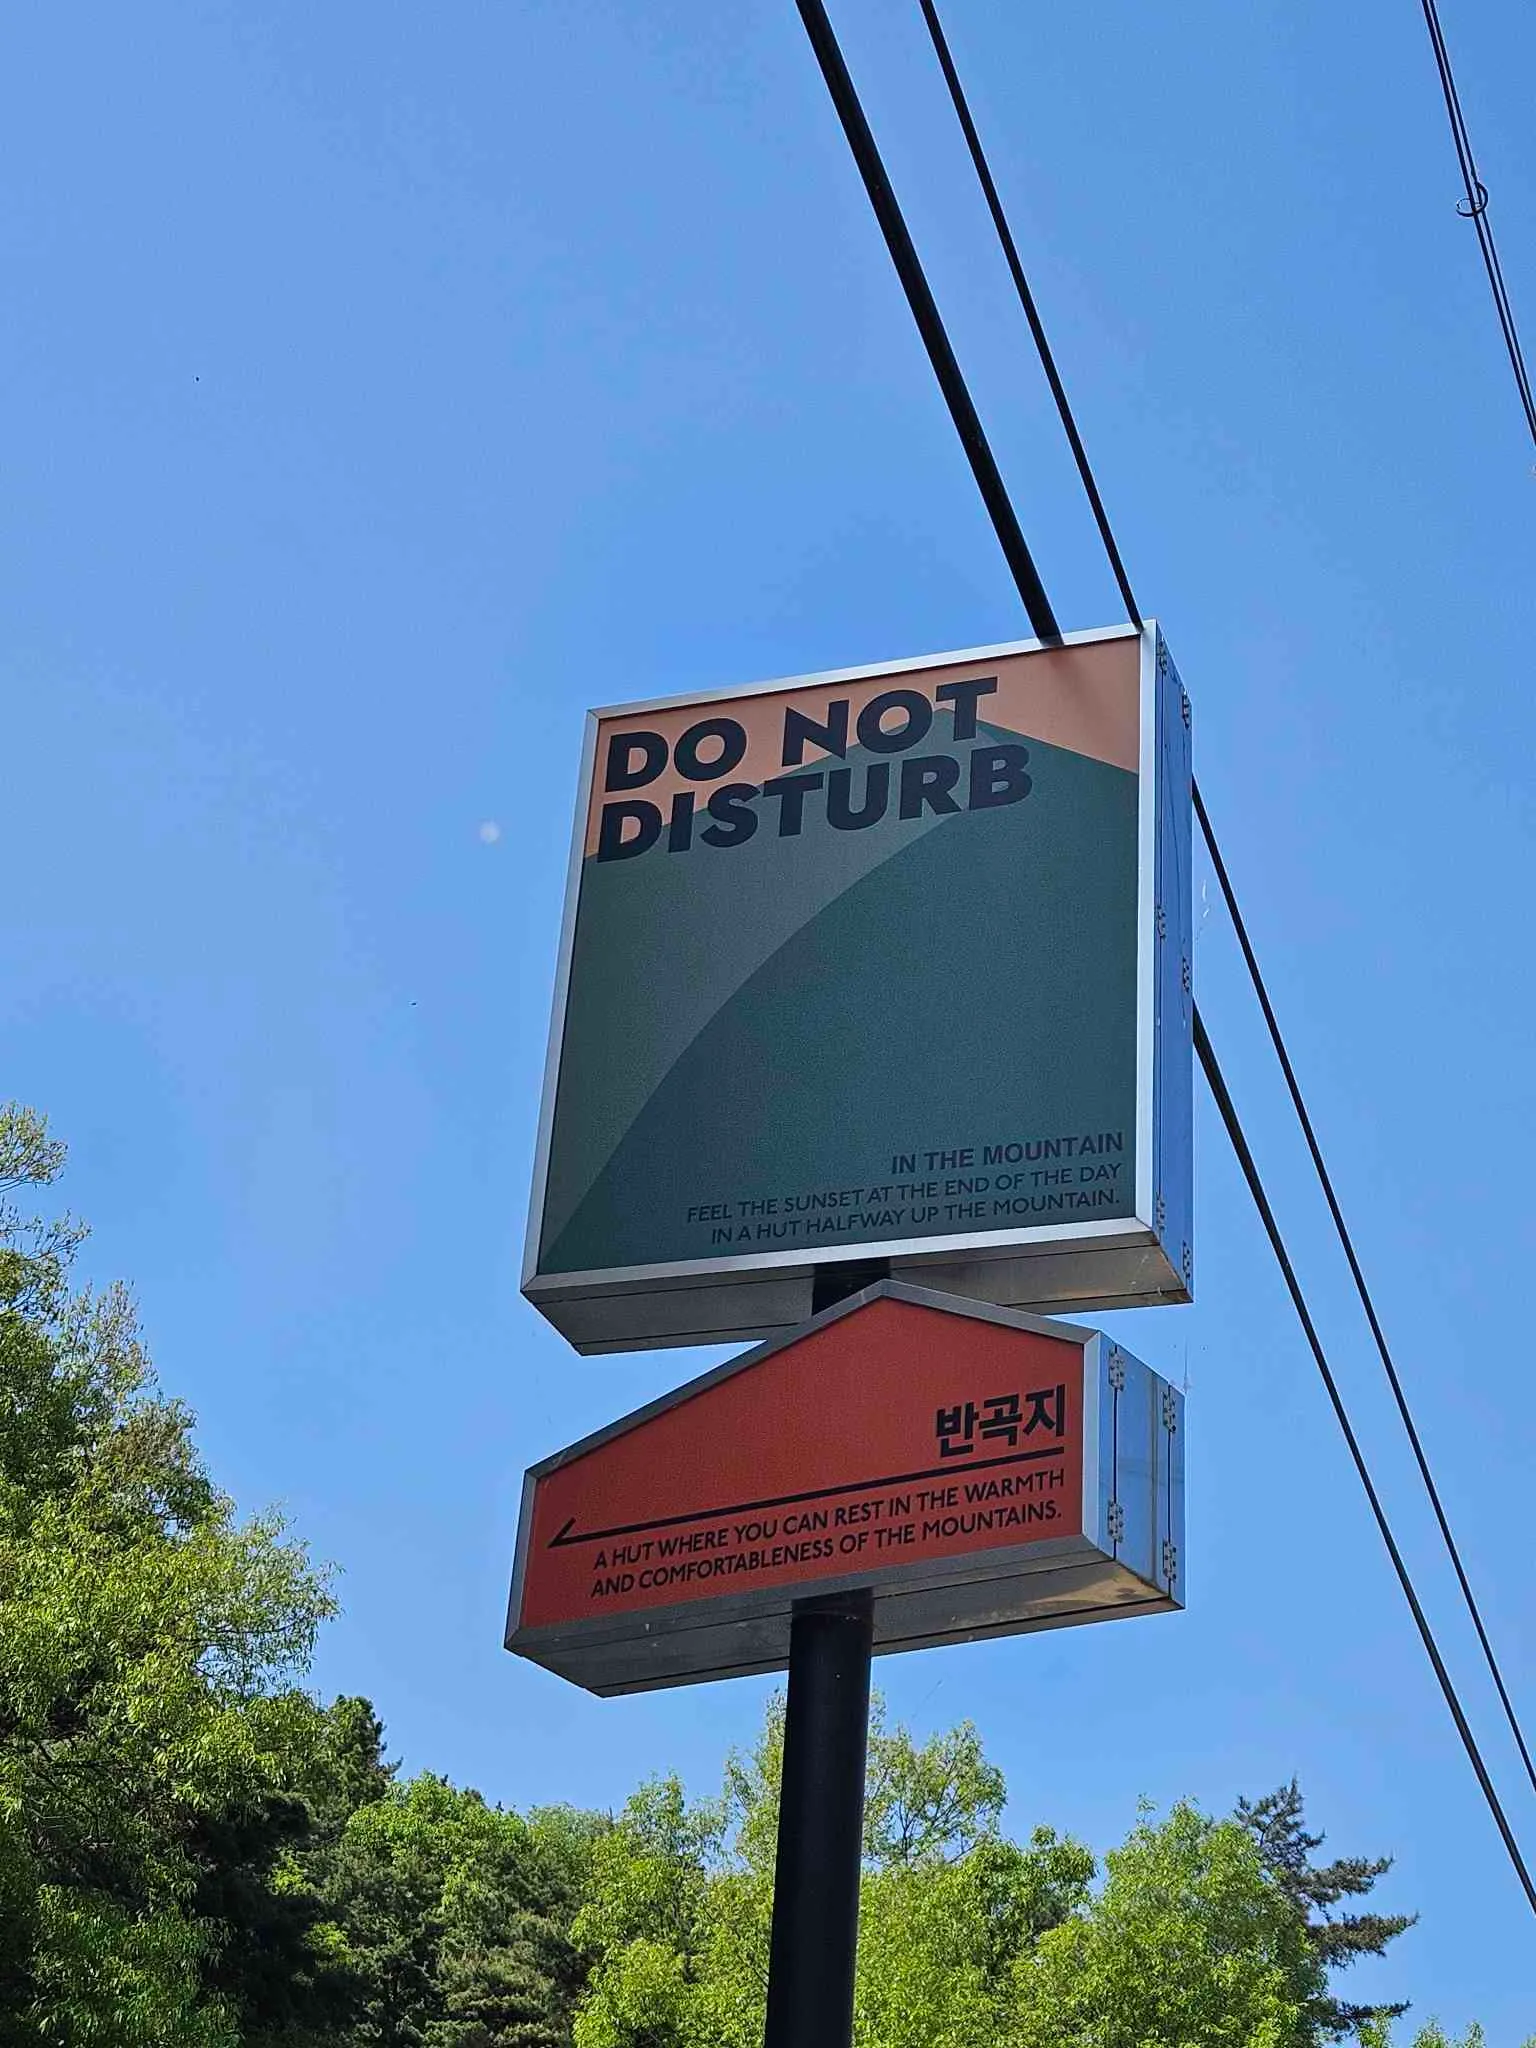 DO NOT
DISTURB
IN THE MOUNTAIN
FEEL THE SUNSET AT THE END OF THE DAY
IN A HUT HALFWAY UP THE MOUNTAIN.
반곡지
A HUT WHERE YOU CAN REST IN THE WARMTH
AND COMFORTABLENESS OF THE MOUNTAINS.